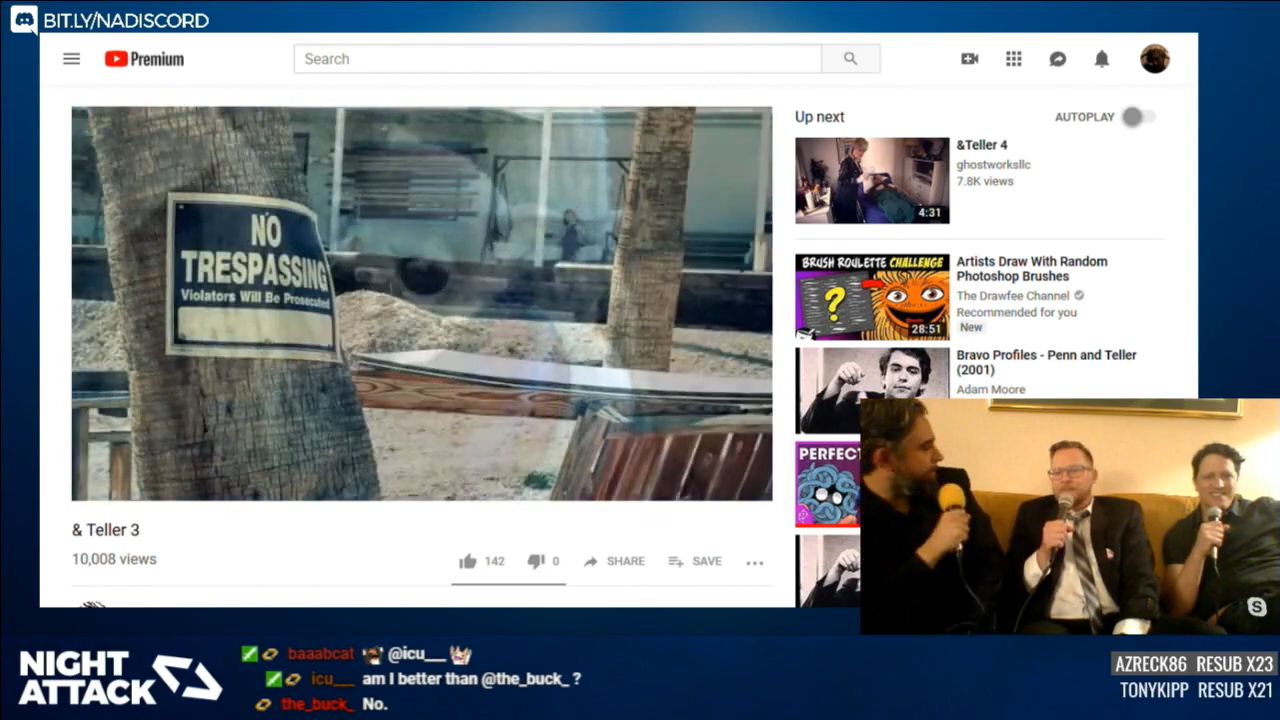 BIT.LY/NADISCORD
Premium
Search
NO
TRESPASSING
Violators Will Be Prosecuted
& Teller 3
10,008 views
142
0
SHARE
SAVE
Up next
AUTOPLAY
&Teller 4
ghostworksllc
7.8K views
4:31
BRUSH ROULETTE CHALLENGE
?
28:51
Artists Draw With Random
Photoshop Brushes
The Drawfee Channel
Recommended for you
New
Bravo Profiles - Penn and Teller
(2001)
Adam Moore
PERFEC
NIGHT
ATTACK
baaabcat @icu__
icu__ am I better than @the_buck_ ?
the_buck_ No.
AZRECK86 RESUB X23
TONYKIPP RESUB X21